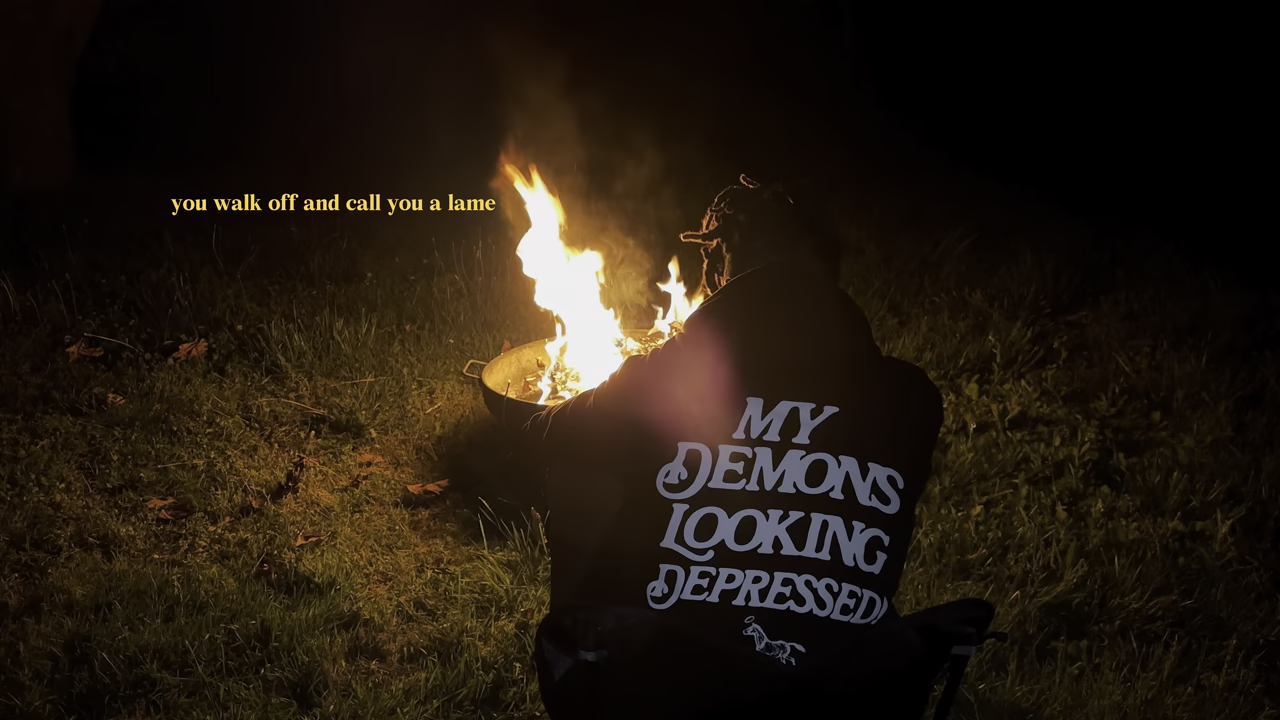 you walk off and call you a lame
MY
DEMONS
LOOKING
DEPRESSED!